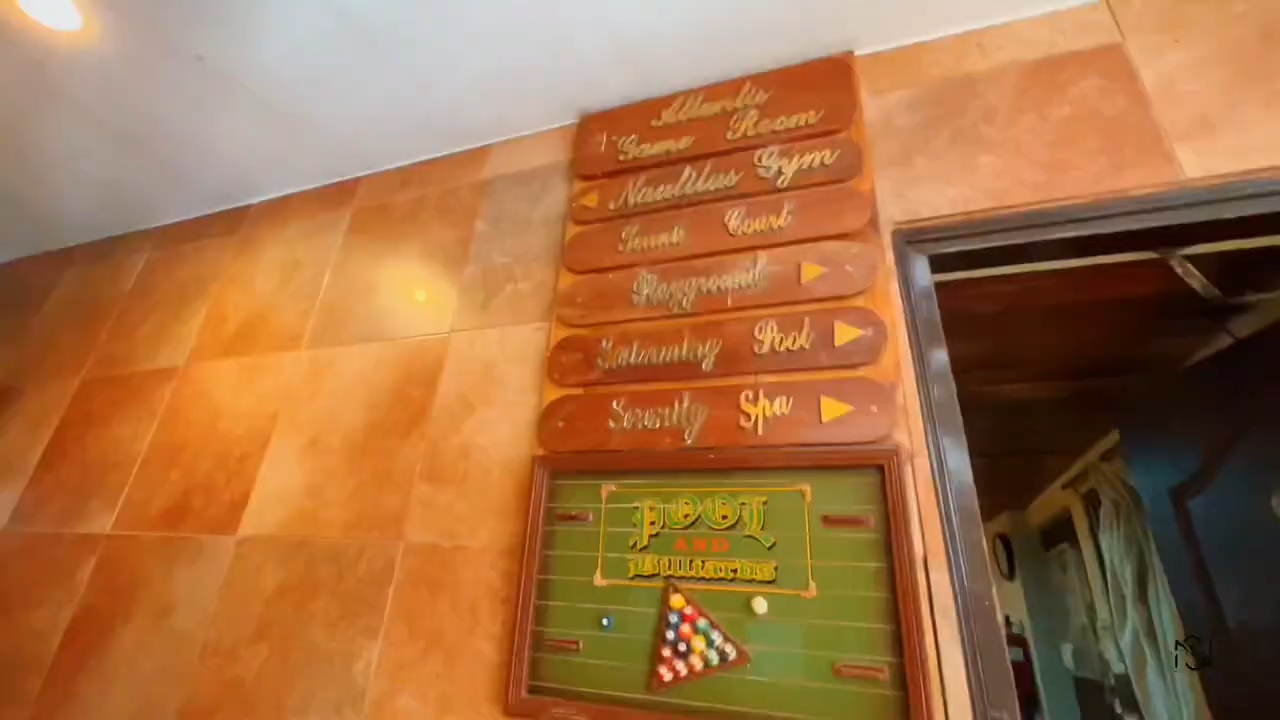 Atlantis
Game Room
Nautilus Gym
Tennis Court
Playground
Swimming Pool
Serenity Spa
POOL
AND
Billiards